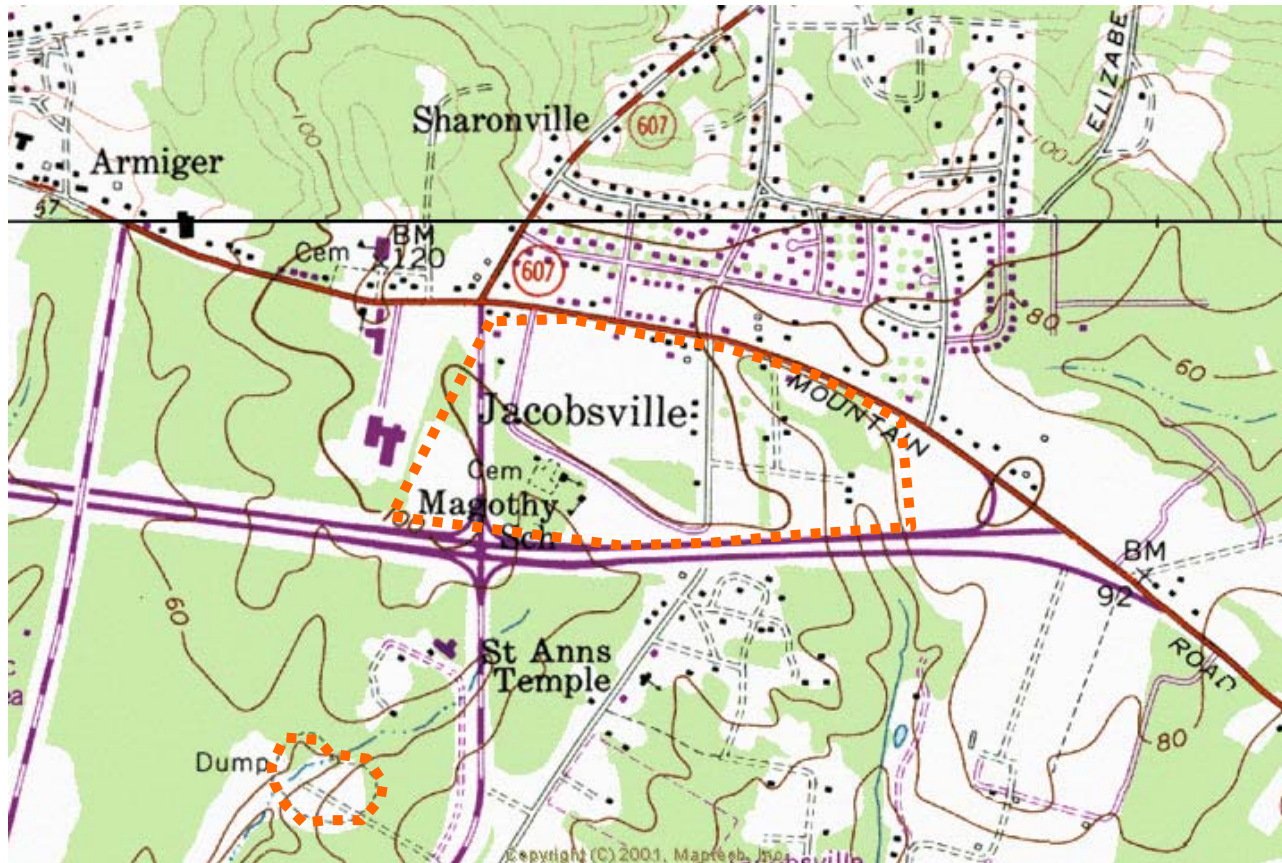 ELIZABE
100
100
607
Sharonville
Armiger
57
BM
Cem
120
607
80
60
MOUNTAIN
Jacobsville
Cem
Magothy
Sch
60
BM
92
St Anns
Temple
ROAD
80
Dump
Copyright (C) 2001, Maptech, Inc.